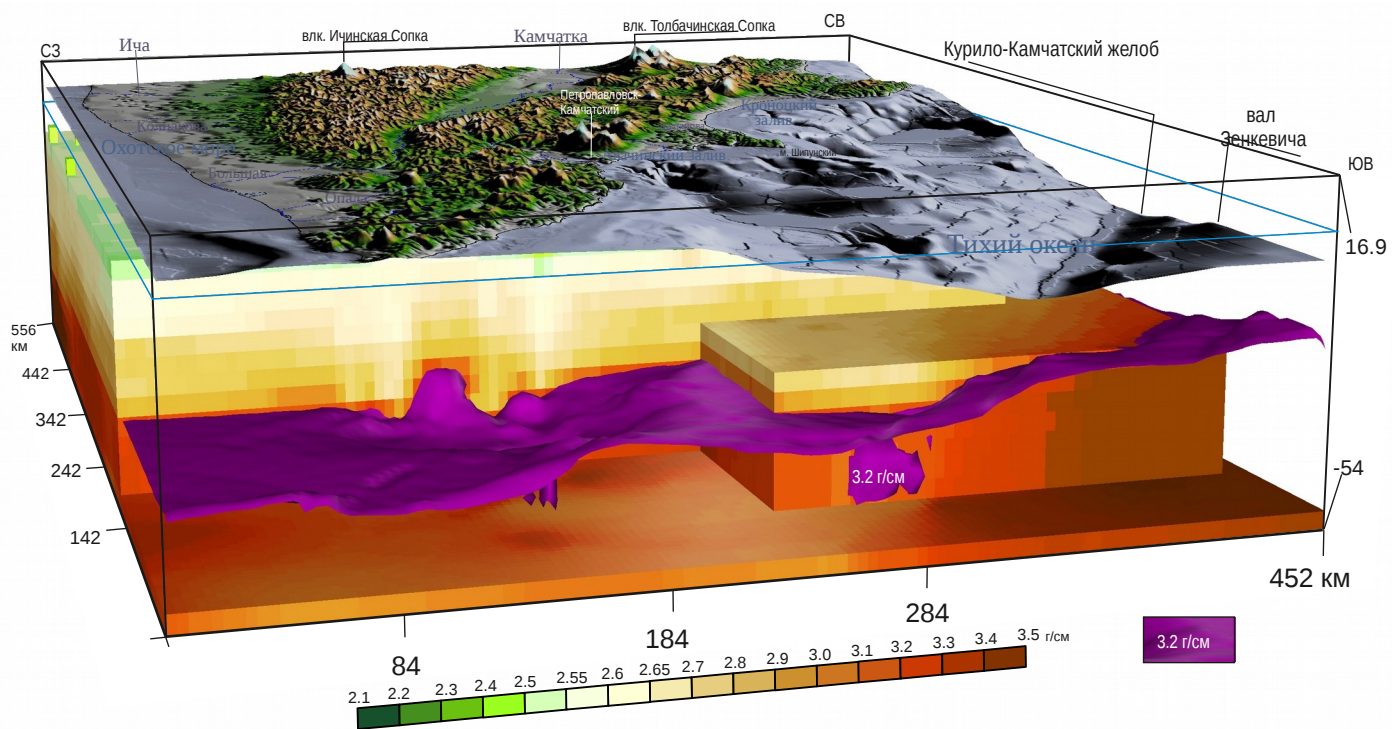 СЗ
Ича
влк. Ичинская Сопка
Камчатка
влк. Толбачинская Сопка
СВ
Курило-Камчатский желоб
вал
Зенкевича
ЮВ
16.9
Петропавловск-
Камчатский
Кроноцкий
залив
Охотское море
м. Шипунский
залив
Большая
Опала
Тихий океан
556
км
442
342
242
142
3.2 г/см
-54
452 км
284
184
84
3.2 г/см
2.1 2.2 2.3 2.4 2.5 2.55 2.6 2.65 2.7 2.8 2.9 3.0 3.1 3.2 3.3 3.4 3.5 г/см